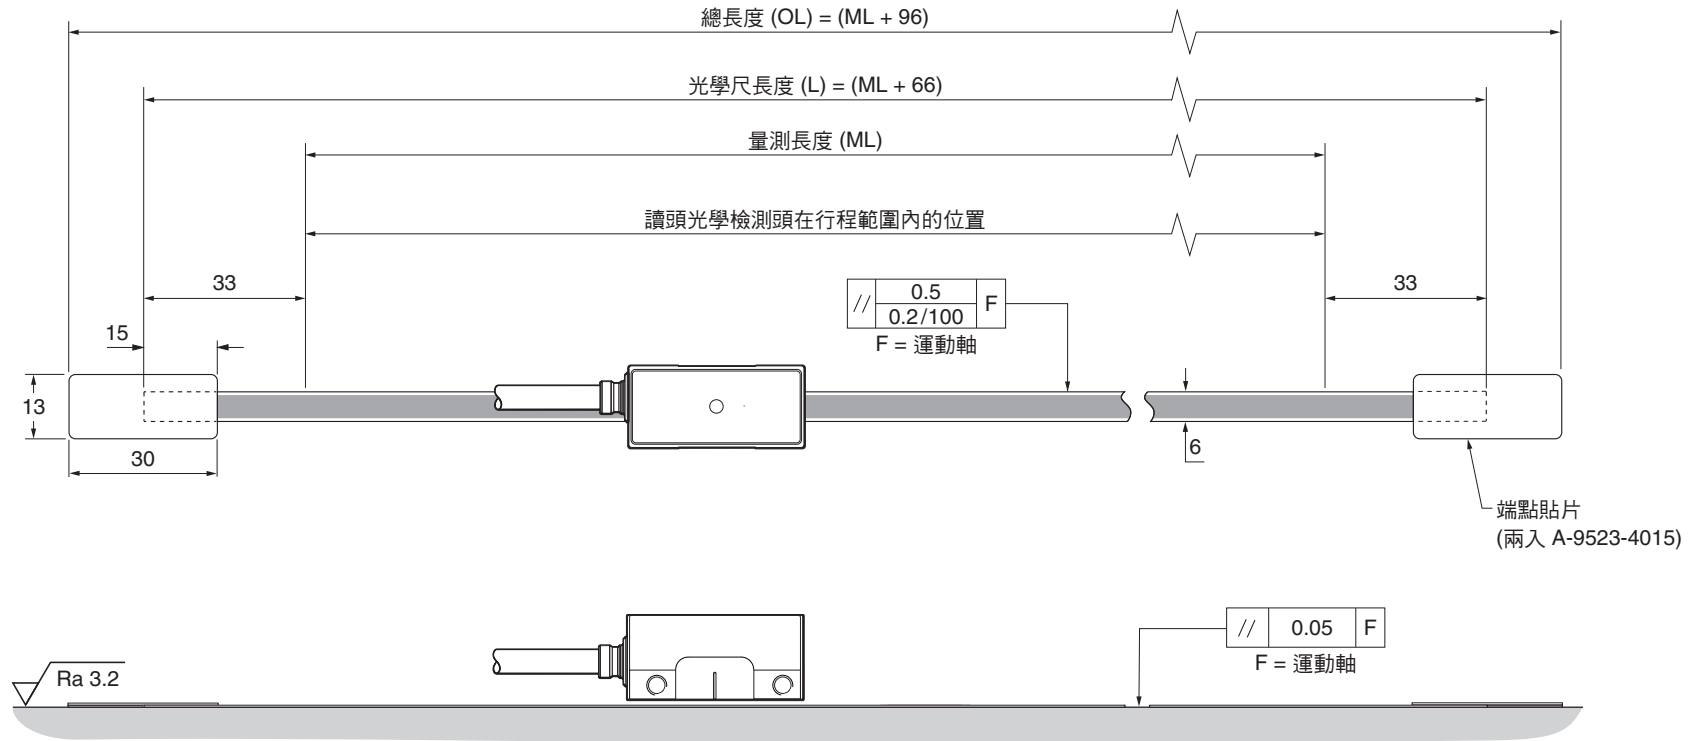 總長度 (OL) = (ML + 96)
光學尺長度 (L) = (ML + 66)
量測長度 (ML)
讀頭光學檢測頭在行程範圍內的位置
33
33
// 0.5 F
0.2/100
F = 運動軸
15
13
30
6
端點貼片
(兩入 A-9523-4015)
// 0.05 F
F = 運動軸
Ra 3.2